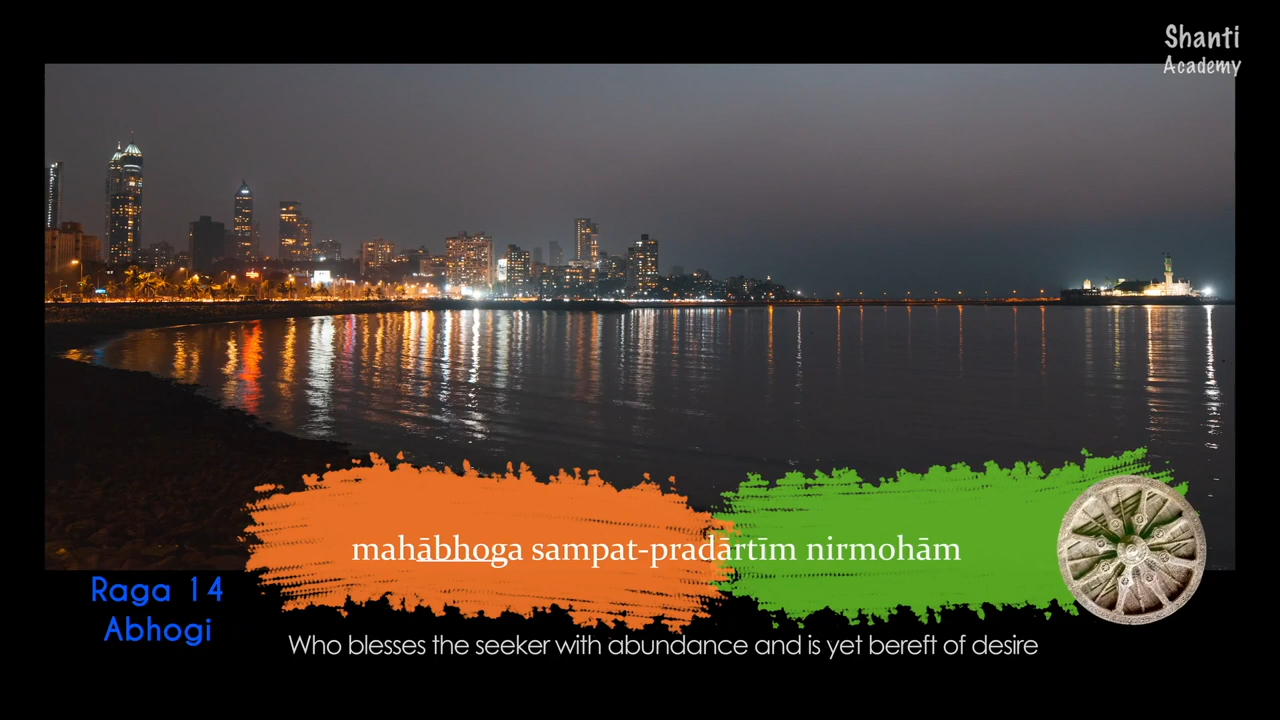 Shanti
Academy
mahābhoga sampat-pradārtīm nirmohām
Raga 14
Abhogi
Who blesses the seeker with abundance and is yet bereft of desire